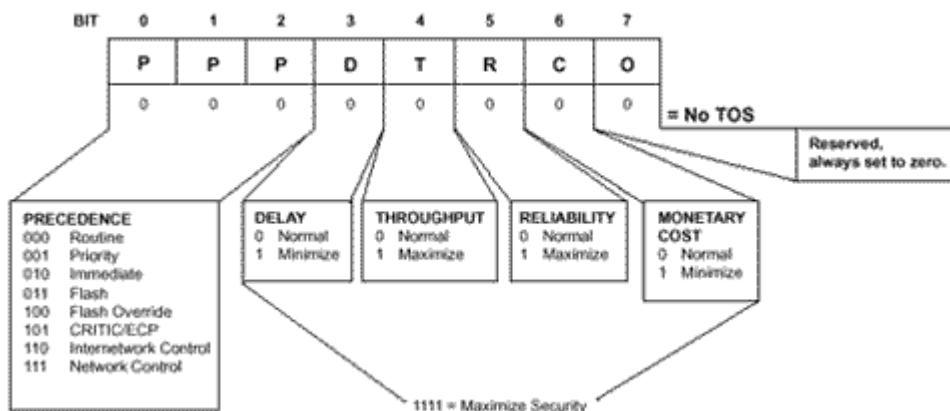 BIT 0 1 2 3 4 5 6 7
P P P D T R C O
0 0 0 0 0 0 0 0
= No TOS
Reserved,
always set to zero.
PRECEDENCE
000 Routine
001 Priority
010 Immediate
011 Flash
100 Flash Override
101 CRITIC/ECP
110 Internetwork Control
111 Network Control
DELAY
0 Normal
1 Minimize
THROUGHPUT
0 Normal
1 Maximize
RELIABILITY
0 Normal
1 Maximize
MONETARY
COST
0 Normal
1 Minimize
1111 = Maximize Security